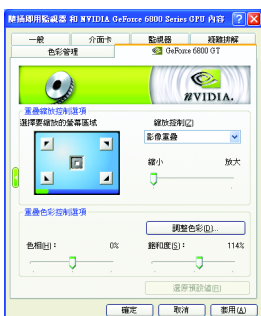 隨插即用監視器 和 NVIDIA GeForce 6800 Series GPU 內容
一般 介面卡 監視器 疑難排解
色彩管理 GeForce 6800 GT
NVIDIA.
重疊縮放控制選項
選擇要縮放的螢幕區域 縮放控制(Z)
影像重疊
縮小 放大
重疊色彩控制選項
調整色彩(D)...
色相(H)： 0% 飽和度(S)： 114%
還原預設值(R)
確定 取消 套用(A)